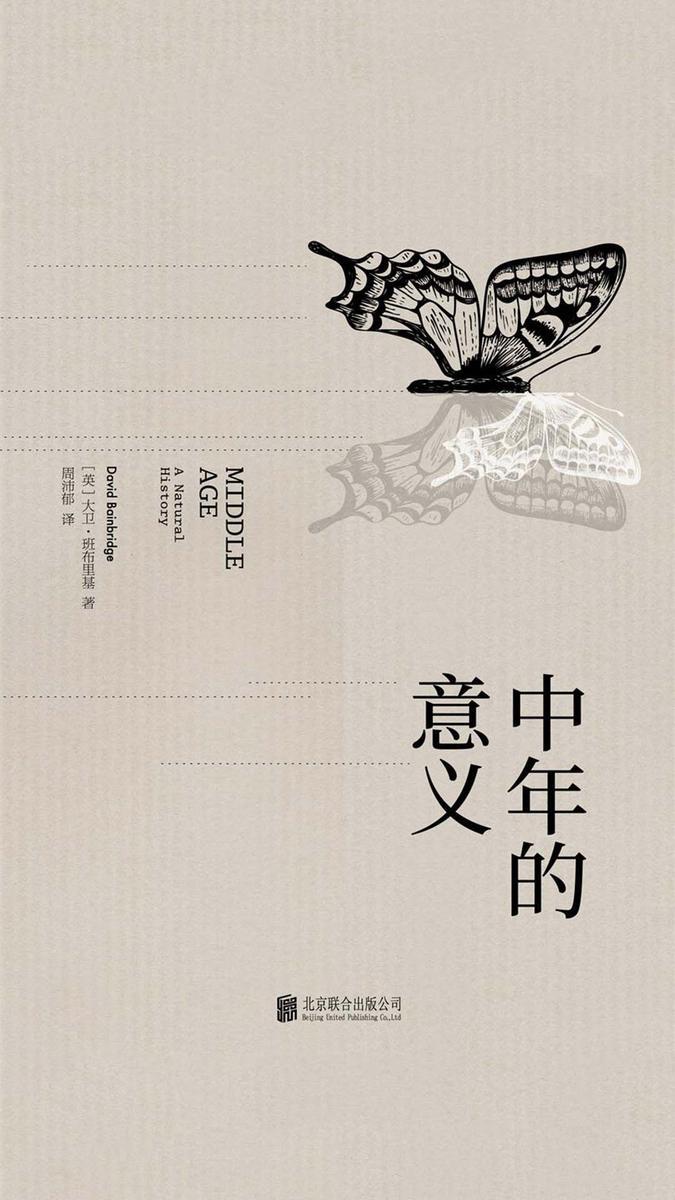 中年的
意义
MIDDLE
AGE
A Natural
History
David Bainbridge
[英]大卫·班布里基 著
周沛郁 译
北京联合出版公司
Beijing United Publishing Co.,Ltd